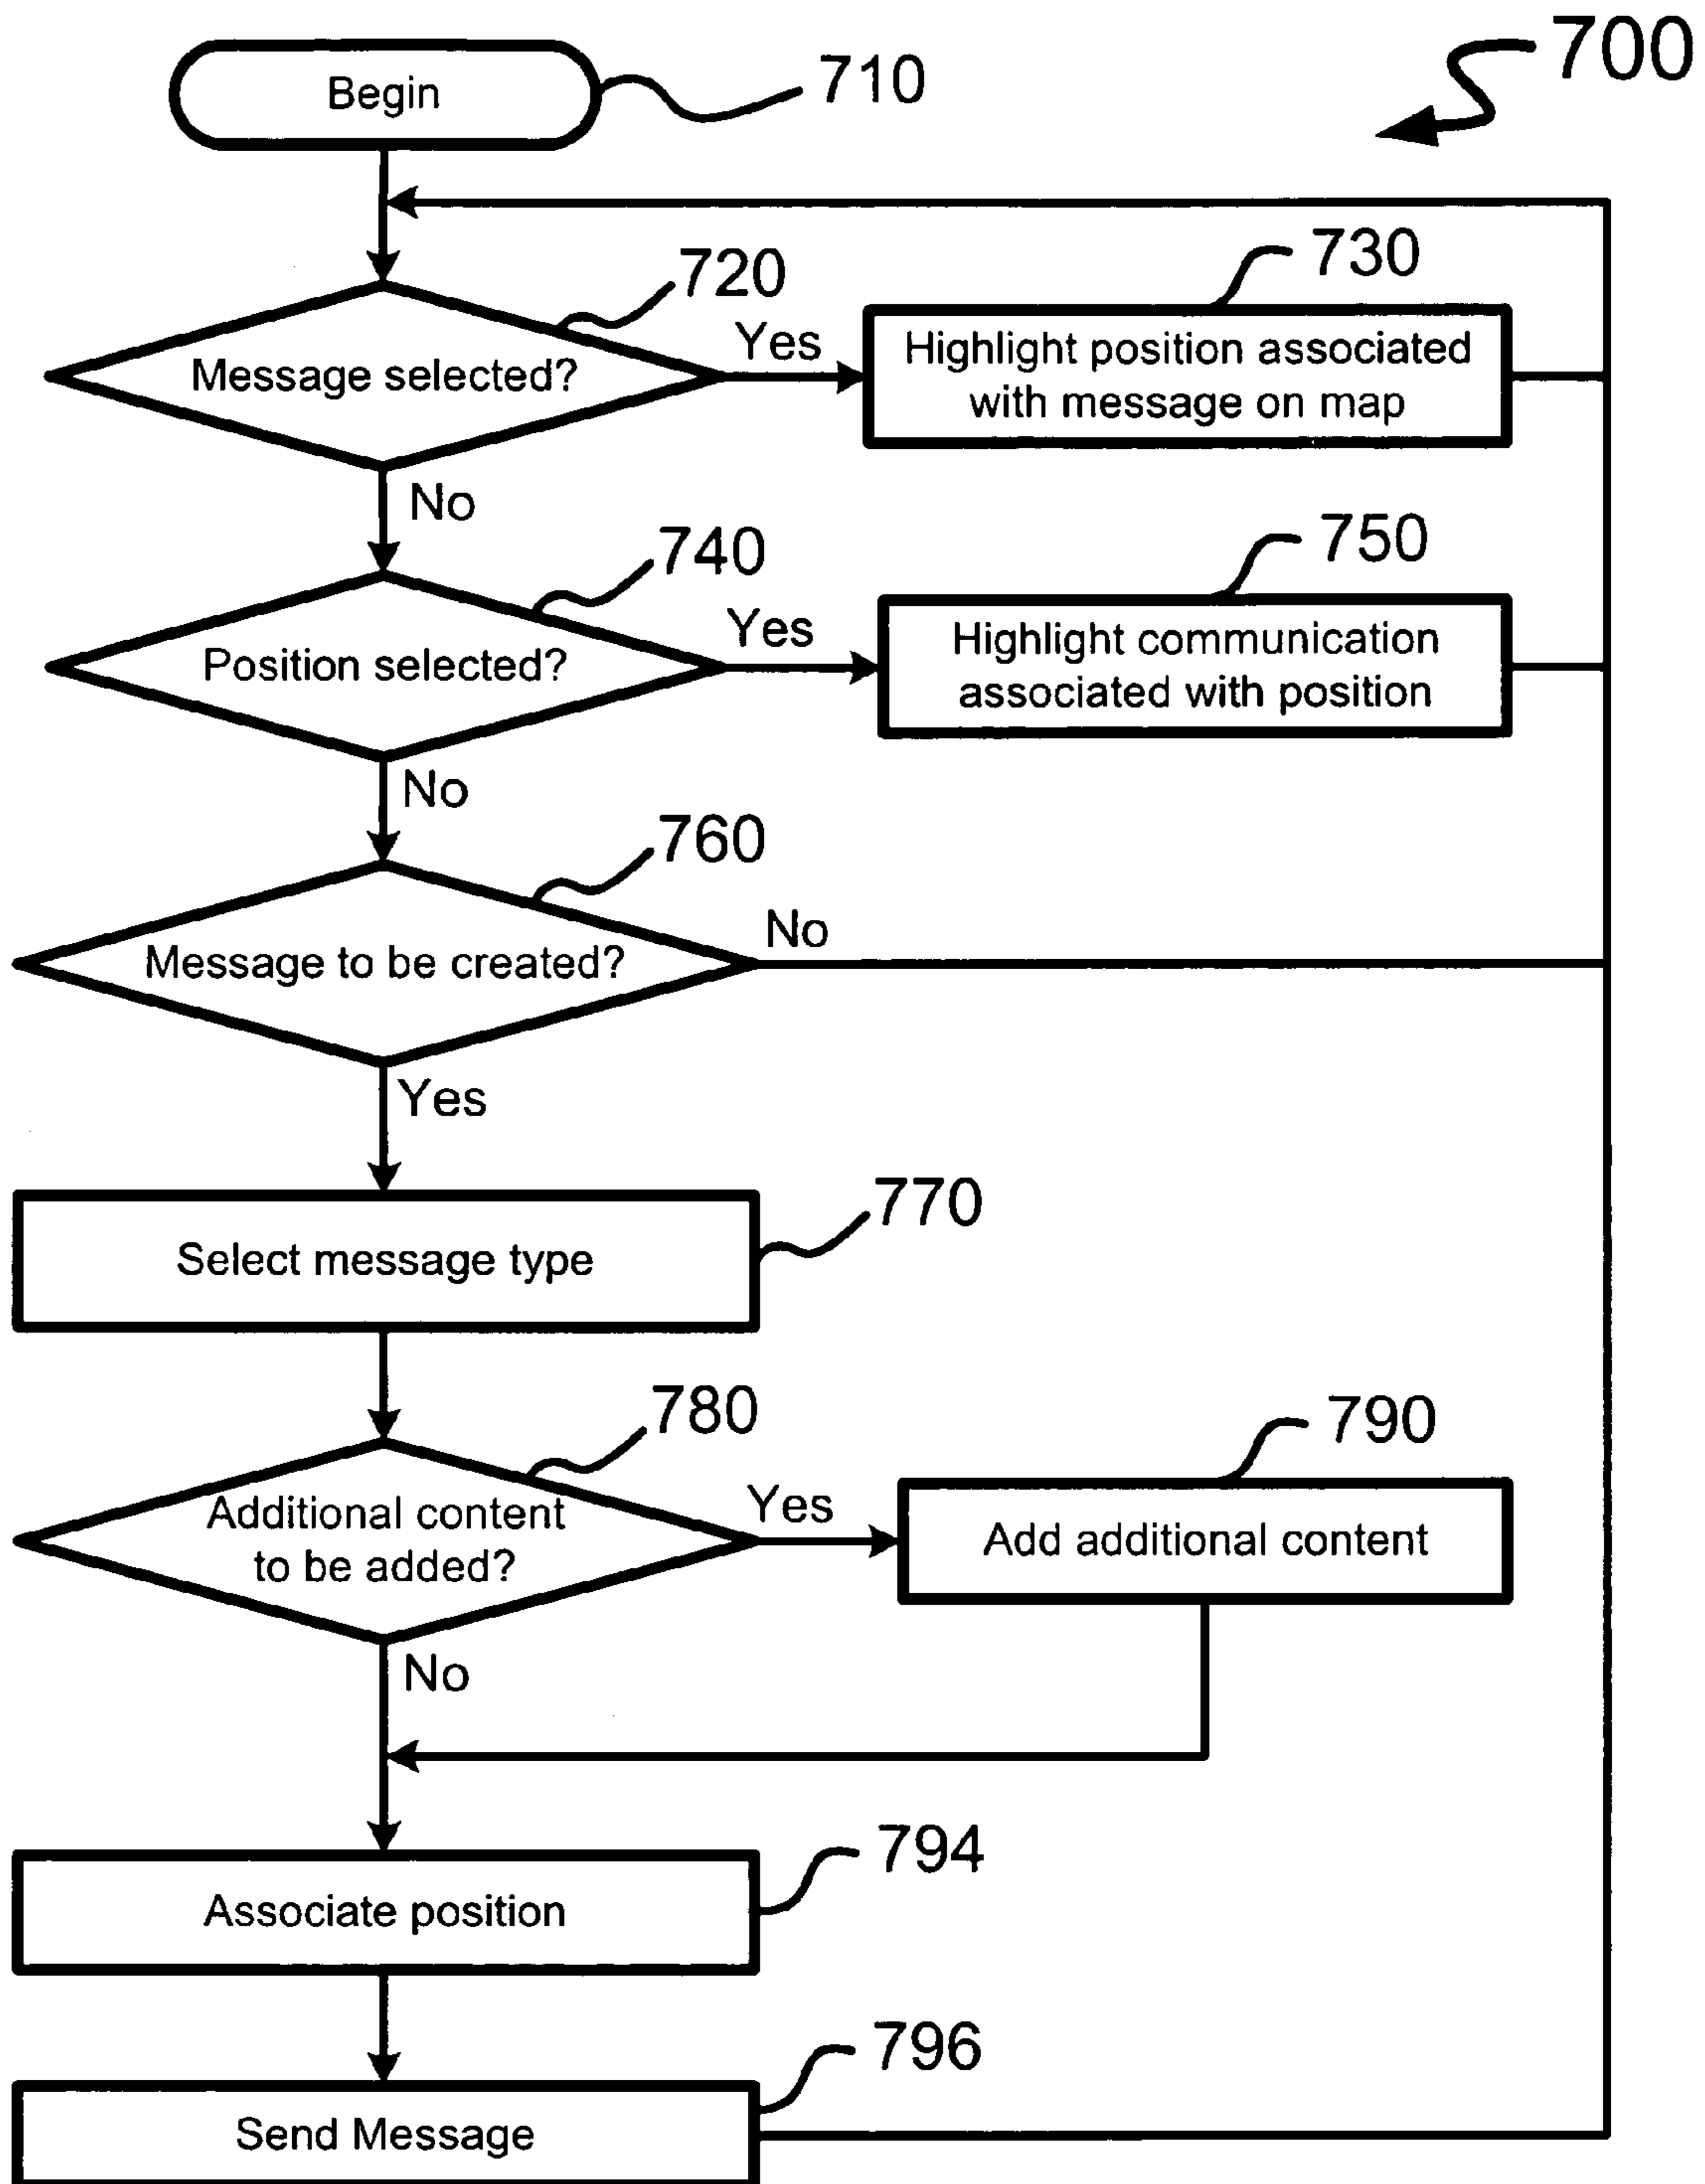 700
Begin
710
720
730
Message selected?
Yes
Highlight position associated
with message on map
No
740
750
Position selected?
Yes
Highlight communication
associated with position
No
760
Message to be created?
No
Yes
770
Select message type
780
790
Additional content
to be added?
Yes
Add additional content
No
794
Associate position
796
Send Message